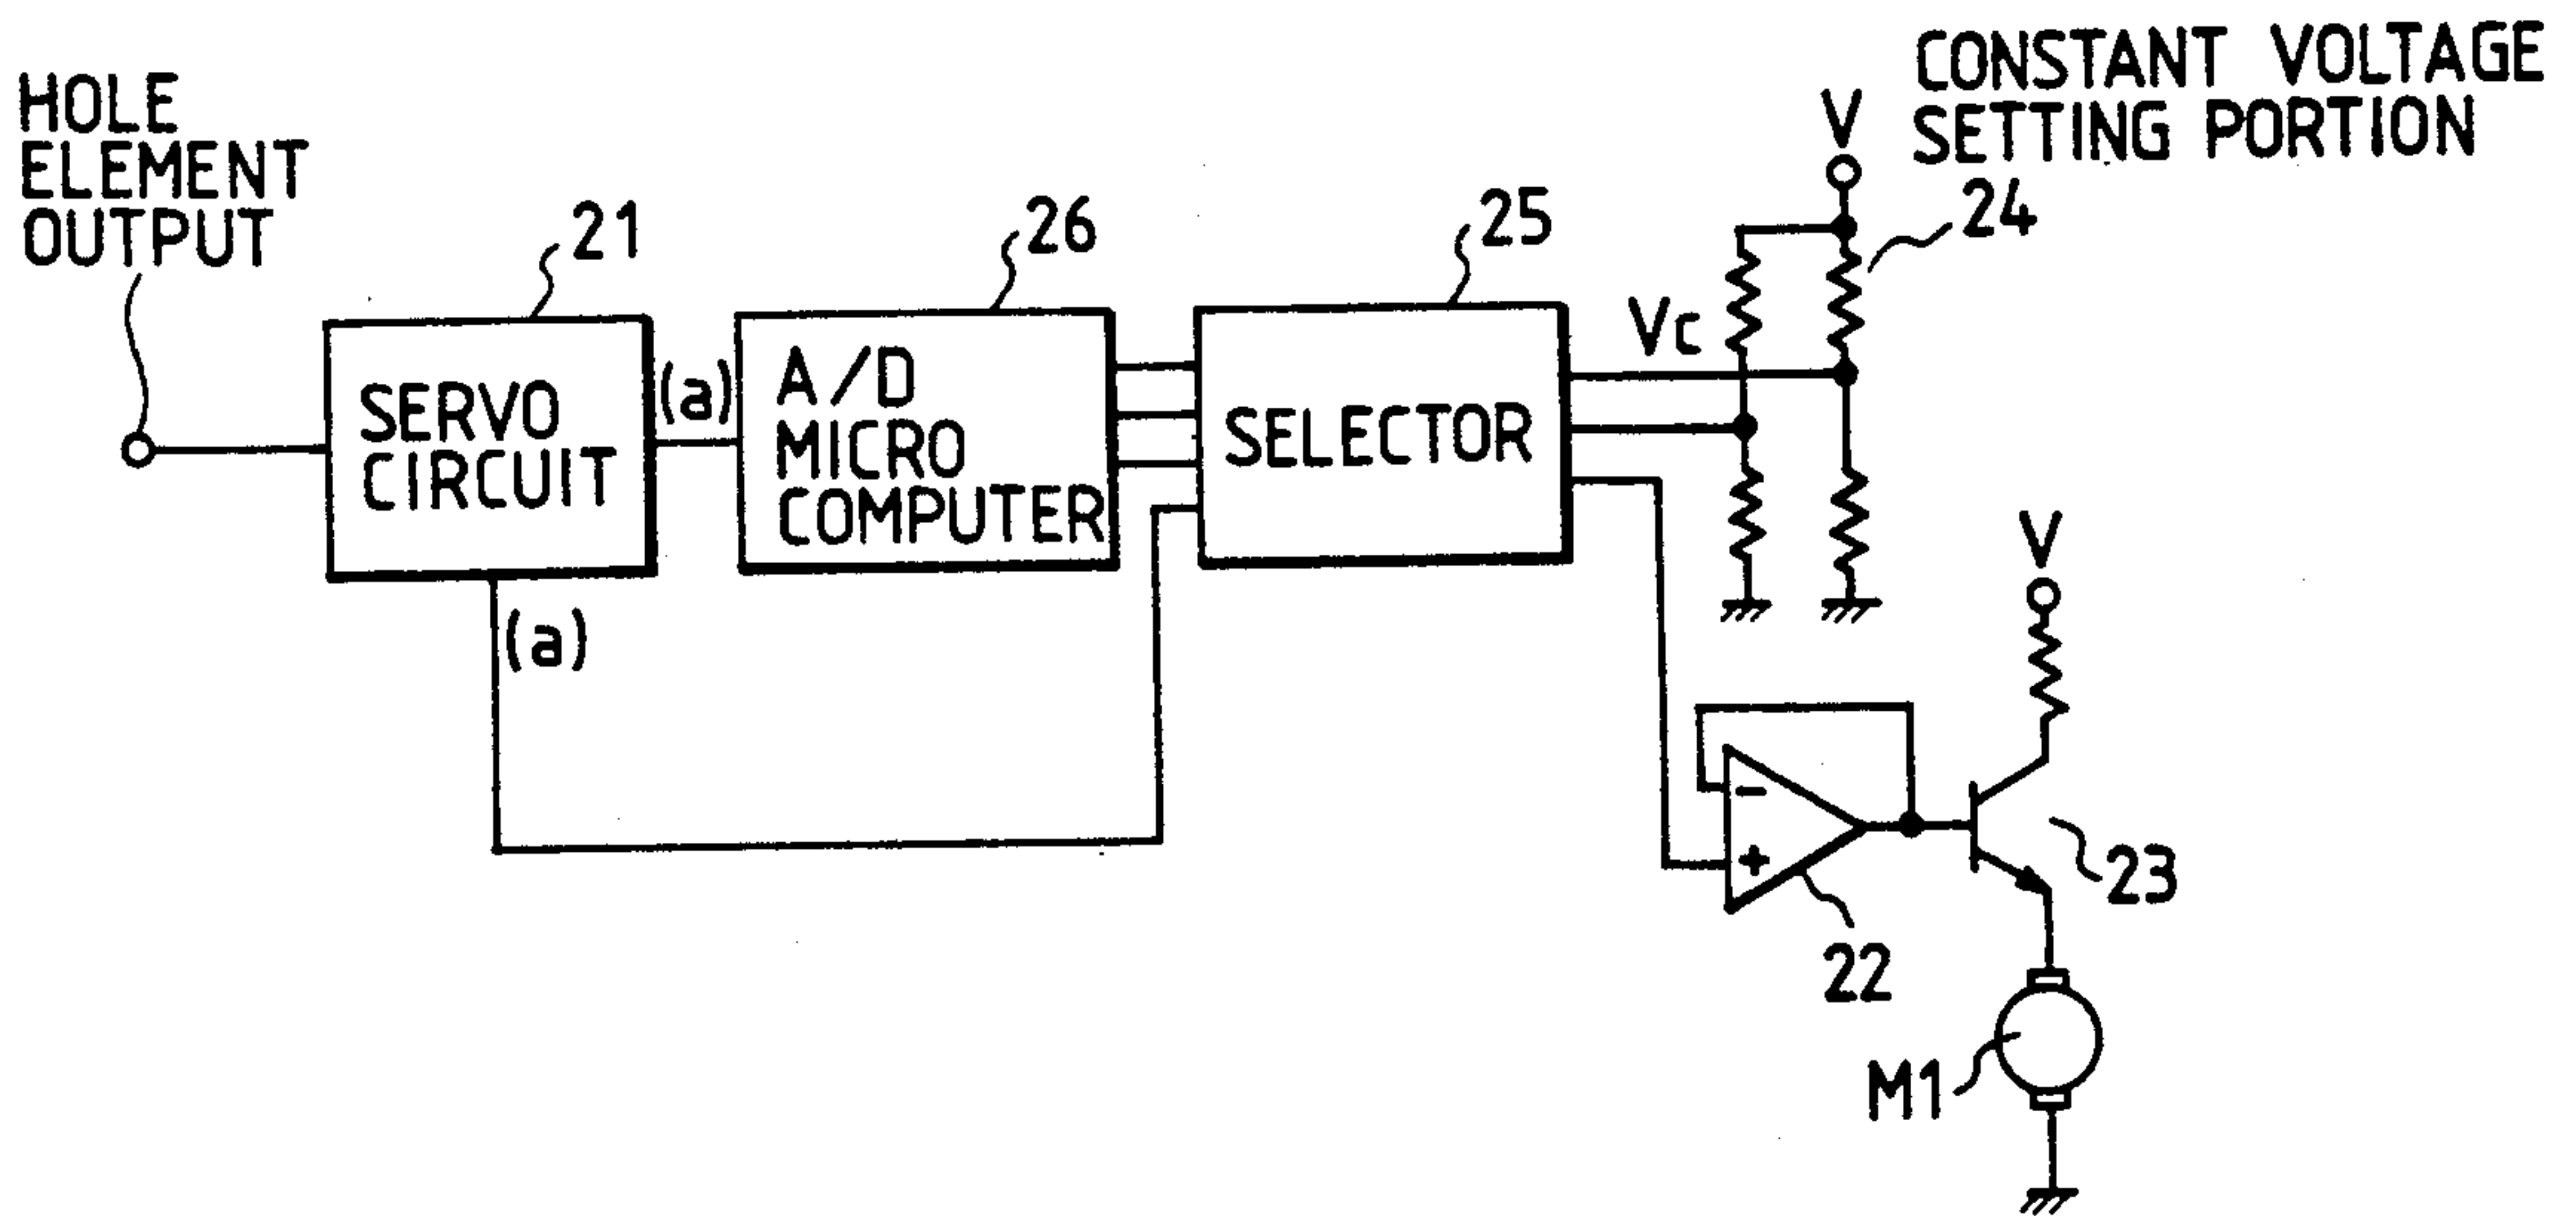 HOLE
ELEMENT
OUTPUT
21
SERVO
CIRCUIT
(a)
(a)
26
A/D
MICRO
COMPUTER
25
SELECTOR
CONSTANT VOLTAGE
SETTING PORTION
24
V
Vc
V
-
+
22
23
M1